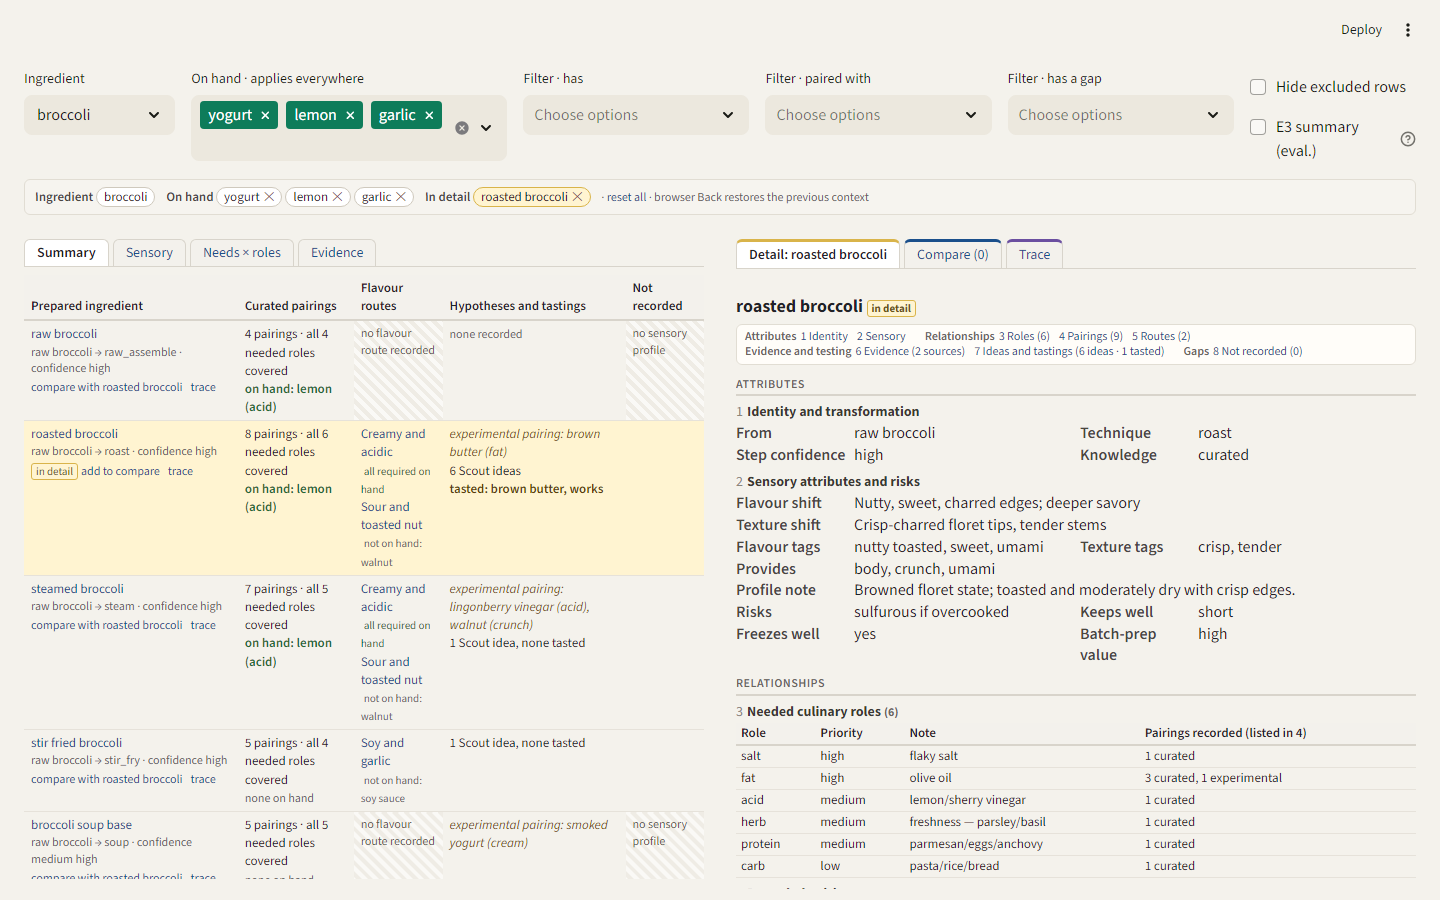 Deploy
Ingredient
On hand · applies everywhere
Filter · has
Filter · paired with
Filter · has a gap
Hide excluded rows
broccoli
yogurt
lemon
garlic
Choose options
Choose options
Choose options
E3 summary
(eval.)
Ingredient broccoli On hand yogurt lemon garlic In detail roasted broccoli · reset all · browser Back restores the previous context
Summary Sensory Needs × roles Evidence
Prepared ingredient Curated pairings Flavour routes Hypotheses and tastings Not recorded
raw broccoli
raw broccoli → raw_assemble ·
confidence high
compare with roasted broccoli trace
4 pairings · all 4
needed roles
covered
on hand: lemon
(acid)
no flavour
route recorded
none recorded
no sensory
profile
roasted broccoli
raw broccoli → roast · confidence high
in detail add to compare trace
8 pairings · all 6
needed roles
covered
on hand: lemon
(acid)
Creamy and
acidic
all required on
hand
Sour and
toasted nut
not on hand:
walnut
experimental pairing: brown
butter (fat)
6 Scout ideas
tasted: brown butter, works
steamed broccoli
raw broccoli → steam · confidence high
compare with roasted broccoli trace
7 pairings · all 5
needed roles
covered
on hand: lemon
(acid)
Creamy and
acidic
all required on
hand
Sour and
toasted nut
not on hand:
walnut
experimental pairing:
lingonberry vinegar (acid),
walnut (crunch)
1 Scout idea, none tasted
stir fried broccoli
raw broccoli → stir_fry · confidence high
compare with roasted broccoli trace
5 pairings · all 4
needed roles
covered
none on hand
Soy and
garlic
not on hand:
soy sauce
1 Scout idea, none tasted
broccoli soup base
raw broccoli → soup · confidence
medium high
compare with roasted broccoli trace
5 pairings · all 5
needed roles
covered
no flavour
route recorded
experimental pairing: smoked
yogurt (cream)
no sensory
profile
Detail: roasted broccoli Compare (0) Trace
roasted broccoli in detail
Attributes 1 Identity 2 Sensory Relationships 3 Roles (6) 4 Pairings (9) 5 Routes (2)
Evidence and testing 6 Evidence (2 sources) 7 Ideas and tastings (6 ideas · 1 tasted) Gaps 8 Not recorded (0)
ATTRIBUTES
1 Identity and transformation
From raw broccoli Technique roast
Step confidence high Knowledge curated
2 Sensory attributes and risks
Flavour shift Nutty, sweet, charred edges; deeper savory
Texture shift Crisp-charred floret tips, tender stems
Flavour tags nutty toasted, sweet, umami Texture tags crisp, tender
Provides body, crunch, umami
Profile note Browned floret state; toasted and moderately dry with crisp edges.
Risks sulfurous if overcooked Keeps well short
Freezes well yes Batch-prep value high
RELATIONSHIPS
3 Needed culinary roles (6)
Role Priority Note Pairings recorded (listed in 4)
salt high flaky salt 1 curated
fat high olive oil 3 curated, 1 experimental
acid medium lemon/sherry vinegar 1 curated
herb medium freshness — parsley/basil 1 curated
protein medium parmesan/eggs/anchovy 1 curated
carb low pasta/rice/bread 1 curated